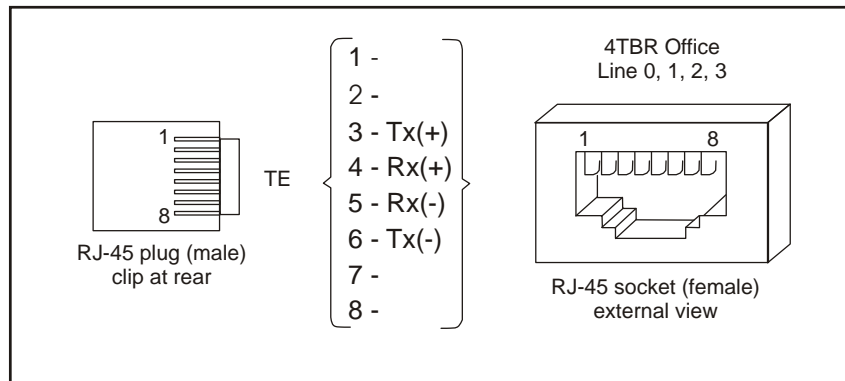 1
8
RJ-45 plug (male)
clip at rear
TE
1 -
2 -
3 - Tx(+)
4 - Rx(+)
5 - Rx(-)
6 - Tx(-)
7 -
8 -
4TBR Office
Line 0, 1, 2, 3
1 8
RJ-45 socket (female)
external view